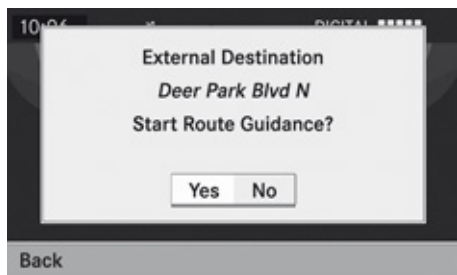 External Destination
Deer Park Blvd N
Start Route Guidance?
Yes No
Back